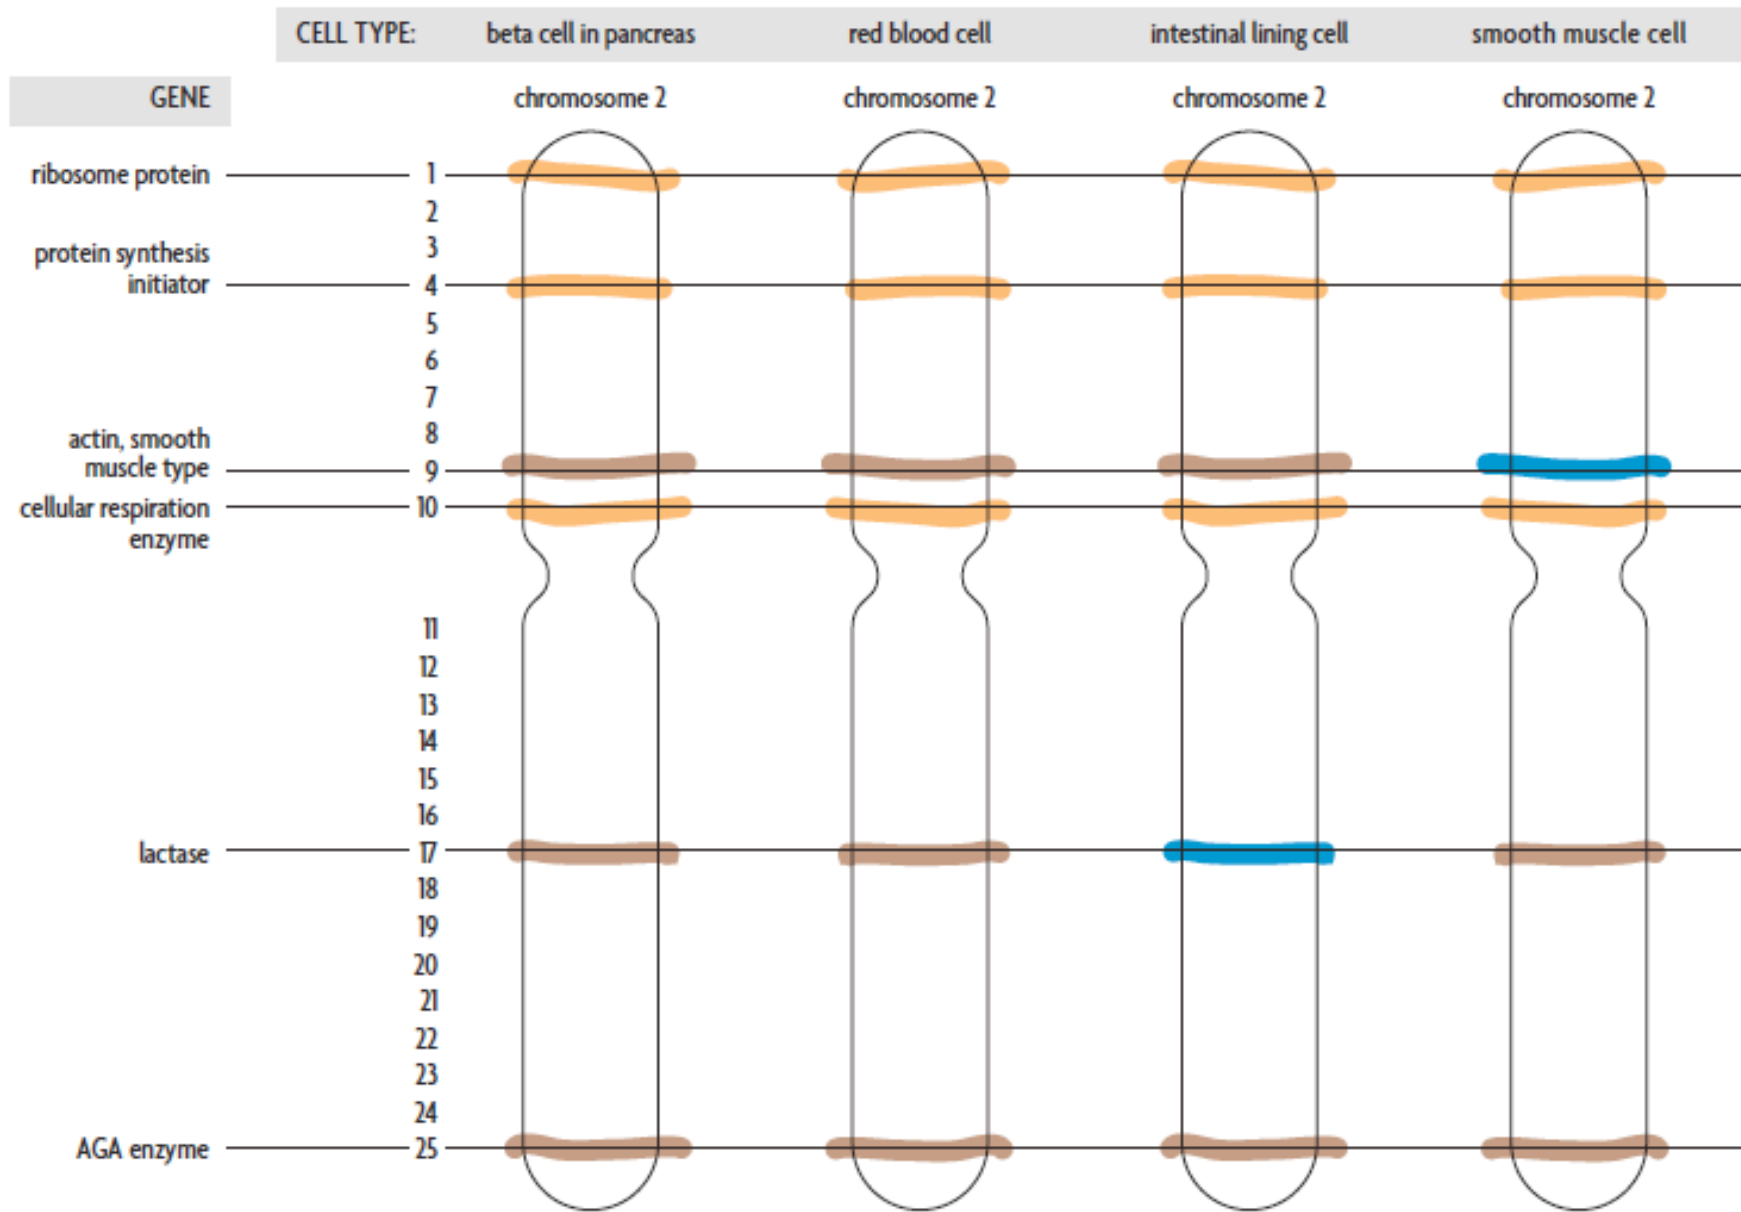 CELL TYPE: beta cell in pancreas red blood cell intestinal lining cell smooth muscle cell
GENE chromosome 2 chromosome 2 chromosome 2 chromosome 2
ribosome protein 1
2
3
protein synthesis
initiator 4
5
6
7
8
actin, smooth
muscle type 9
cellular respiration 10
enzyme
11
12
13
14
15
16
lactase 17
18
19
20
21
22
23
24
AGA enzyme 25